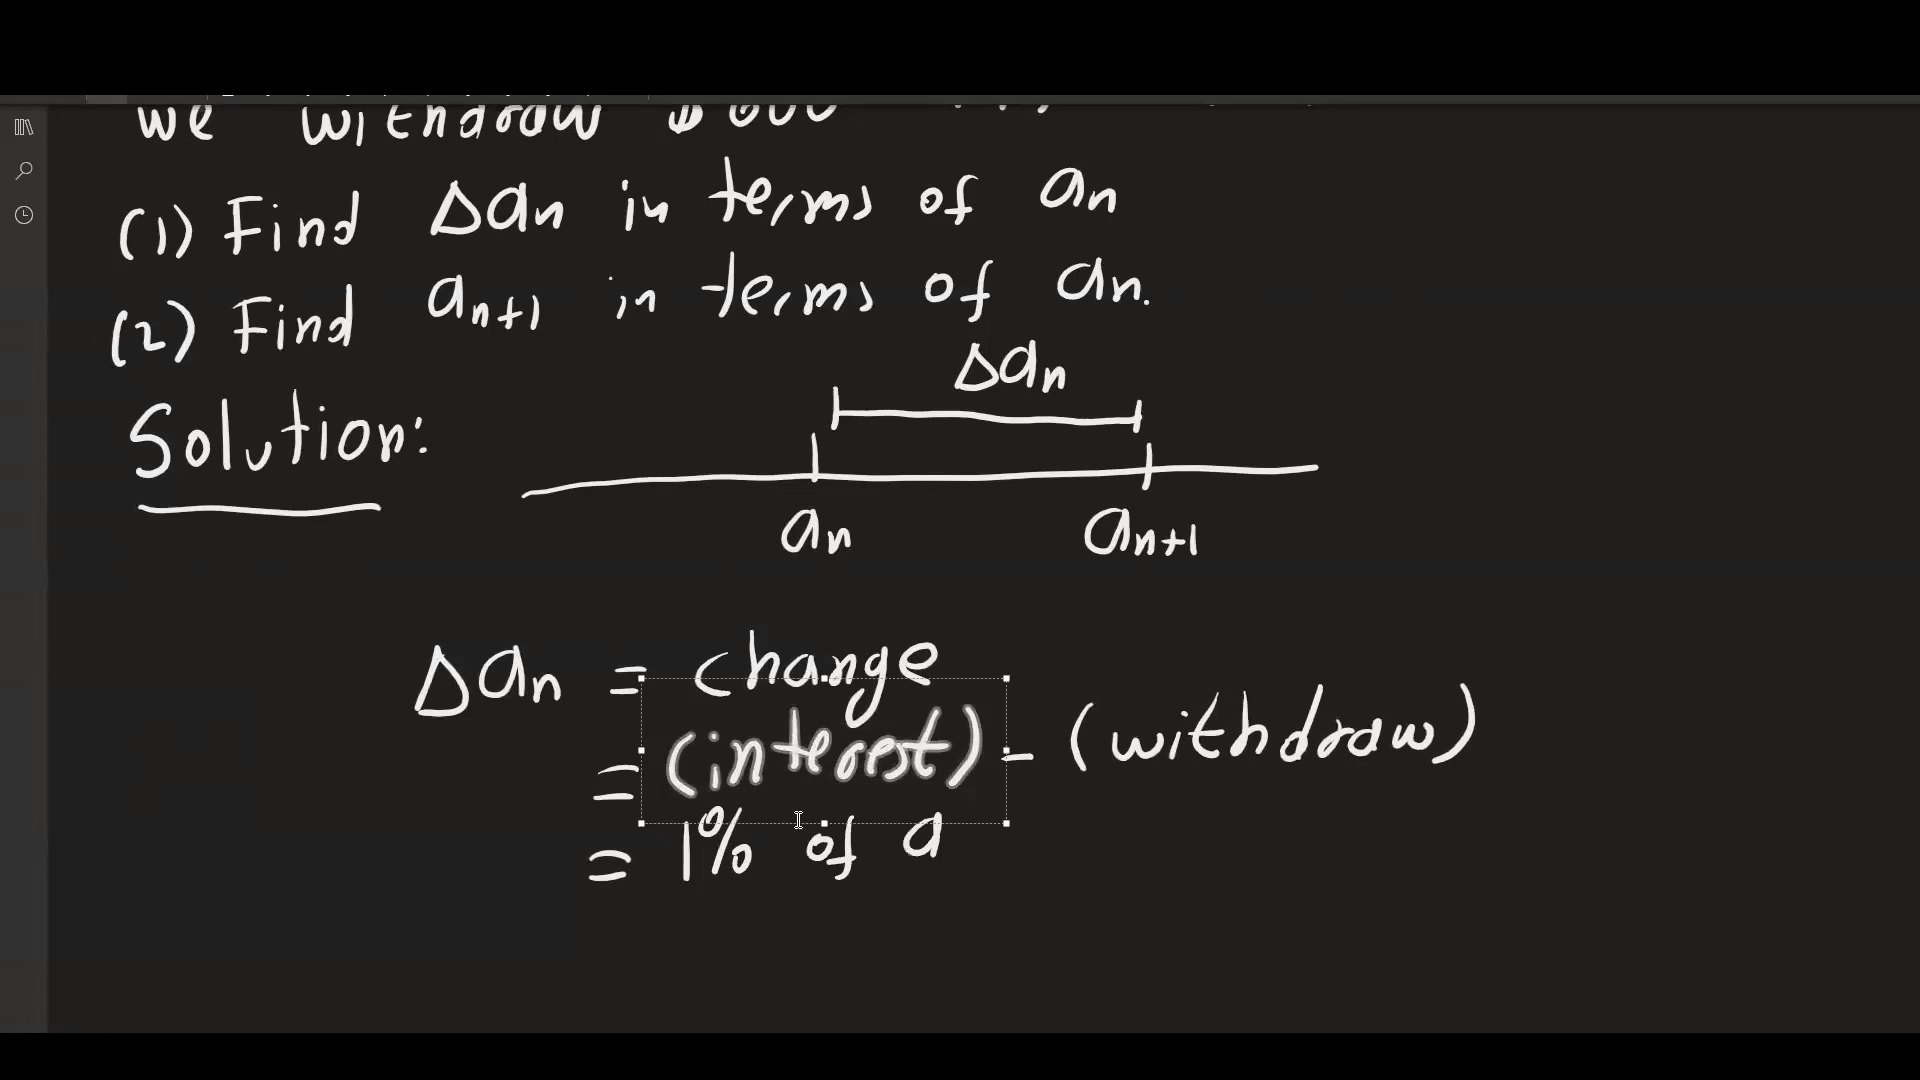 we withdraw
(1) Find Δan in terms of an
(2) Find an+1 in terms of an.
Δan
Solution:
an an+1
Δan = change
= (interest) - (withdraw)
= 1% of a